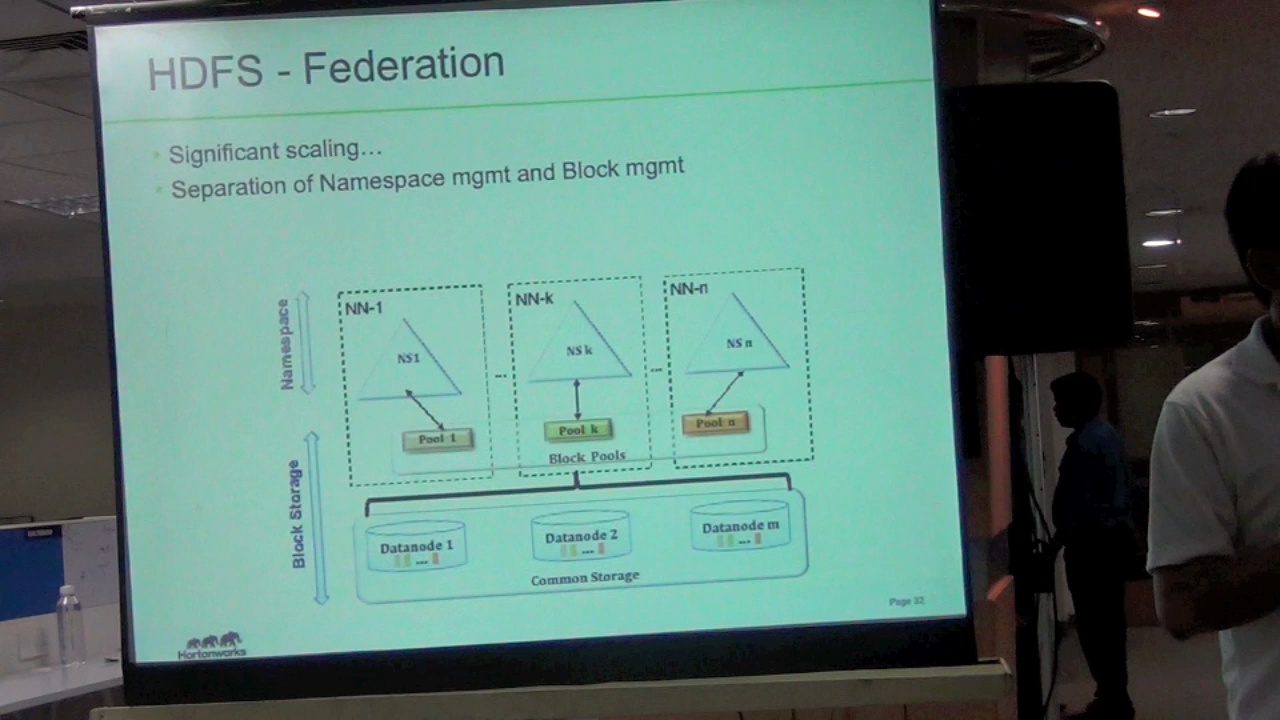 HDFS - Federation
Significant scaling...
Separation of Namespace mgmt and Block mgmt
Namespace
NN-1
NN-k
NN-n
NS1
NS k
NS n
...
...
Pool 1
Pool k
Pool n
Block Pools
Block Storage
Datanode 1
Datanode 2
Datanode m
...
...
...
Common Storage
Page 32
Hortonworks